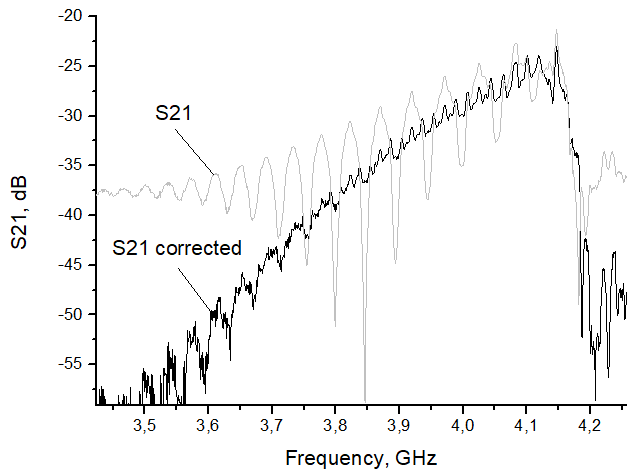 -20
-25
-30
-35
-40
-45
-50
-55
S21, dB
S21
S21 corrected
3,5 3,6 3,7 3,8 3,9 4,0 4,1 4,2
Frequency, GHz